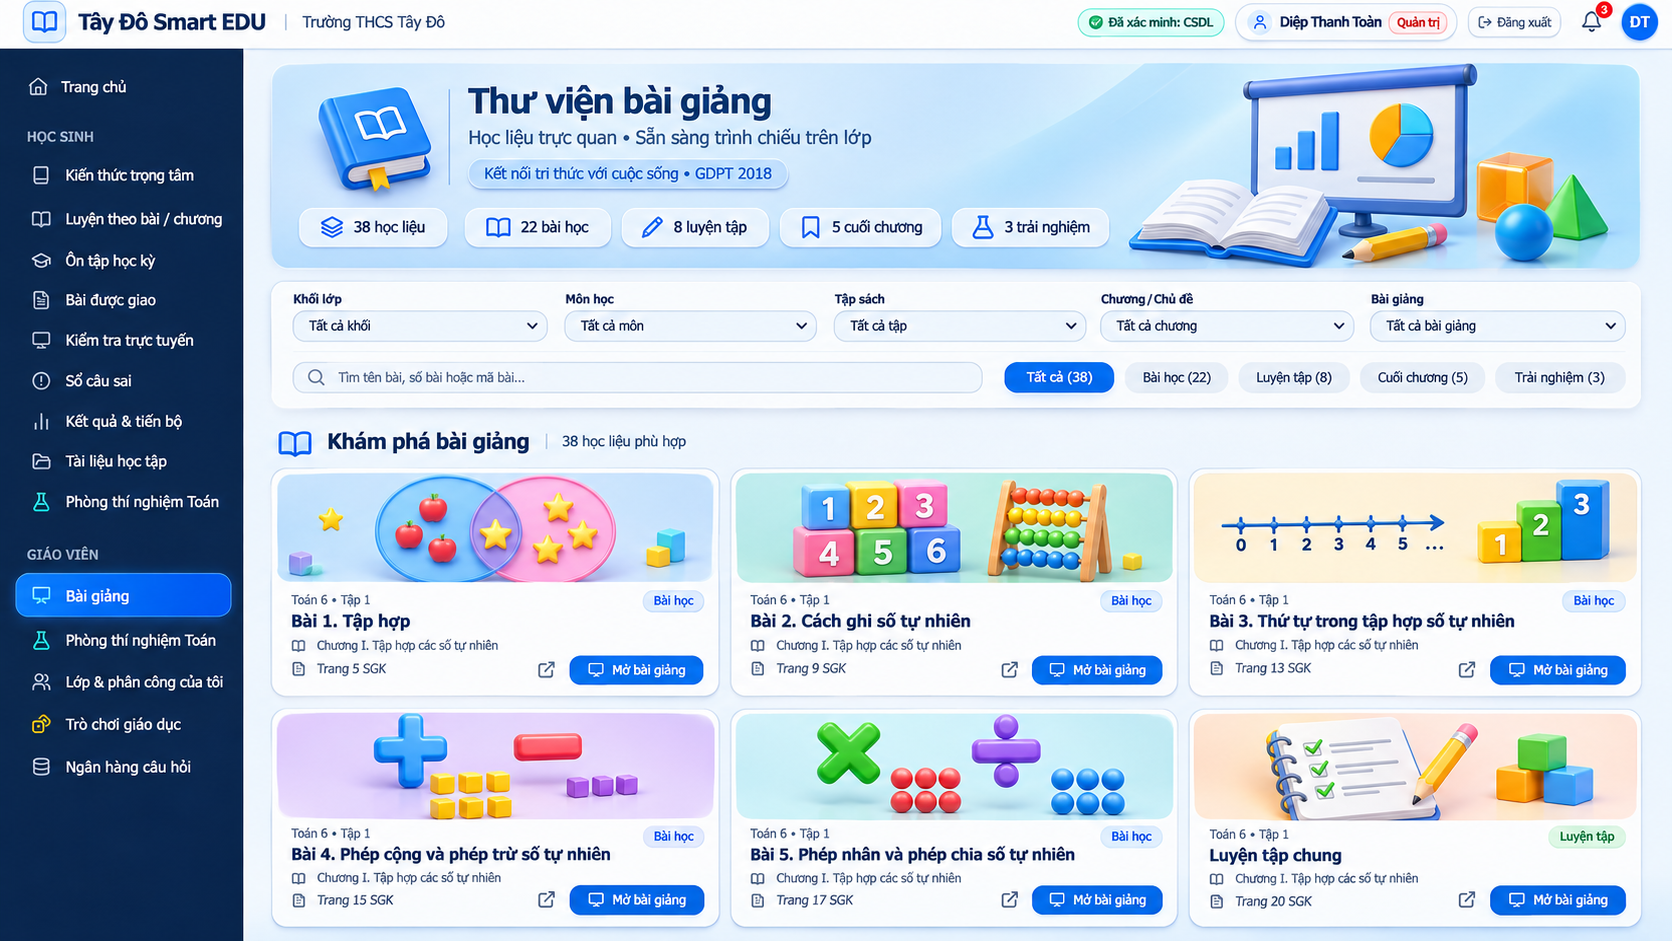 Tây Đô Smart EDU
Trường THCS Tây Đô
Đã xác minh: CSDL
Diệp Thanh Toàn
Quản trị
Đăng xuất
3
DT
Trang chủ
HỌC SINH
Kiến thức trọng tâm
Luyện theo bài / chương
Ôn tập học kỳ
Bài được giao
Kiểm tra trực tuyến
Sổ câu sai
Kết quả & tiến bộ
Tài liệu học tập
Phòng thí nghiệm Toán
GIÁO VIÊN
Bài giảng
Phòng thí nghiệm Toán
Lớp & phân công của tôi
Trò chơi giáo dục
Ngân hàng câu hỏi
Thư viện bài giảng
Học liệu trực quan • Sẵn sàng trình chiếu trên lớp
Kết nối tri thức với cuộc sống • GDPT 2018
38 học liệu
22 bài học
8 luyện tập
5 cuối chương
3 trải nghiệm
Khối lớp
Môn học
Tập sách
Chương / Chủ đề
Bài giảng
Tất cả khối
Tất cả môn
Tất cả tập
Tất cả chương
Tất cả bài giảng
Tìm tên bài, số bài hoặc mã bài...
Tất cả (38)
Bài học (22)
Luyện tập (8)
Cuối chương (5)
Trải nghiệm (3)
Khám phá bài giảng
38 học liệu phù hợp
Toán 6 • Tập 1
Bài học
Bài 1. Tập hợp
Chương I. Tập hợp các số tự nhiên
Trang 5 SGK
Mở bài giảng
1 2 3
4 5 6
Toán 6 • Tập 1
Bài học
Bài 2. Cách ghi số tự nhiên
Chương I. Tập hợp các số tự nhiên
Trang 9 SGK
Mở bài giảng
0 1 2 3 4 5 ...
1 2 3
Toán 6 • Tập 1
Bài học
Bài 3. Thứ tự trong tập hợp số tự nhiên
Chương I. Tập hợp các số tự nhiên
Trang 13 SGK
Mở bài giảng
Toán 6 • Tập 1
Bài học
Bài 4. Phép cộng và phép trừ số tự nhiên
Chương I. Tập hợp các số tự nhiên
Trang 15 SGK
Mở bài giảng
Toán 6 • Tập 1
Bài học
Bài 5. Phép nhân và phép chia số tự nhiên
Chương I. Tập hợp các số tự nhiên
Trang 17 SGK
Mở bài giảng
Toán 6 • Tập 1
Luyện tập
Luyện tập chung
Chương I. Tập hợp các số tự nhiên
Trang 20 SGK
Mở bài giảng